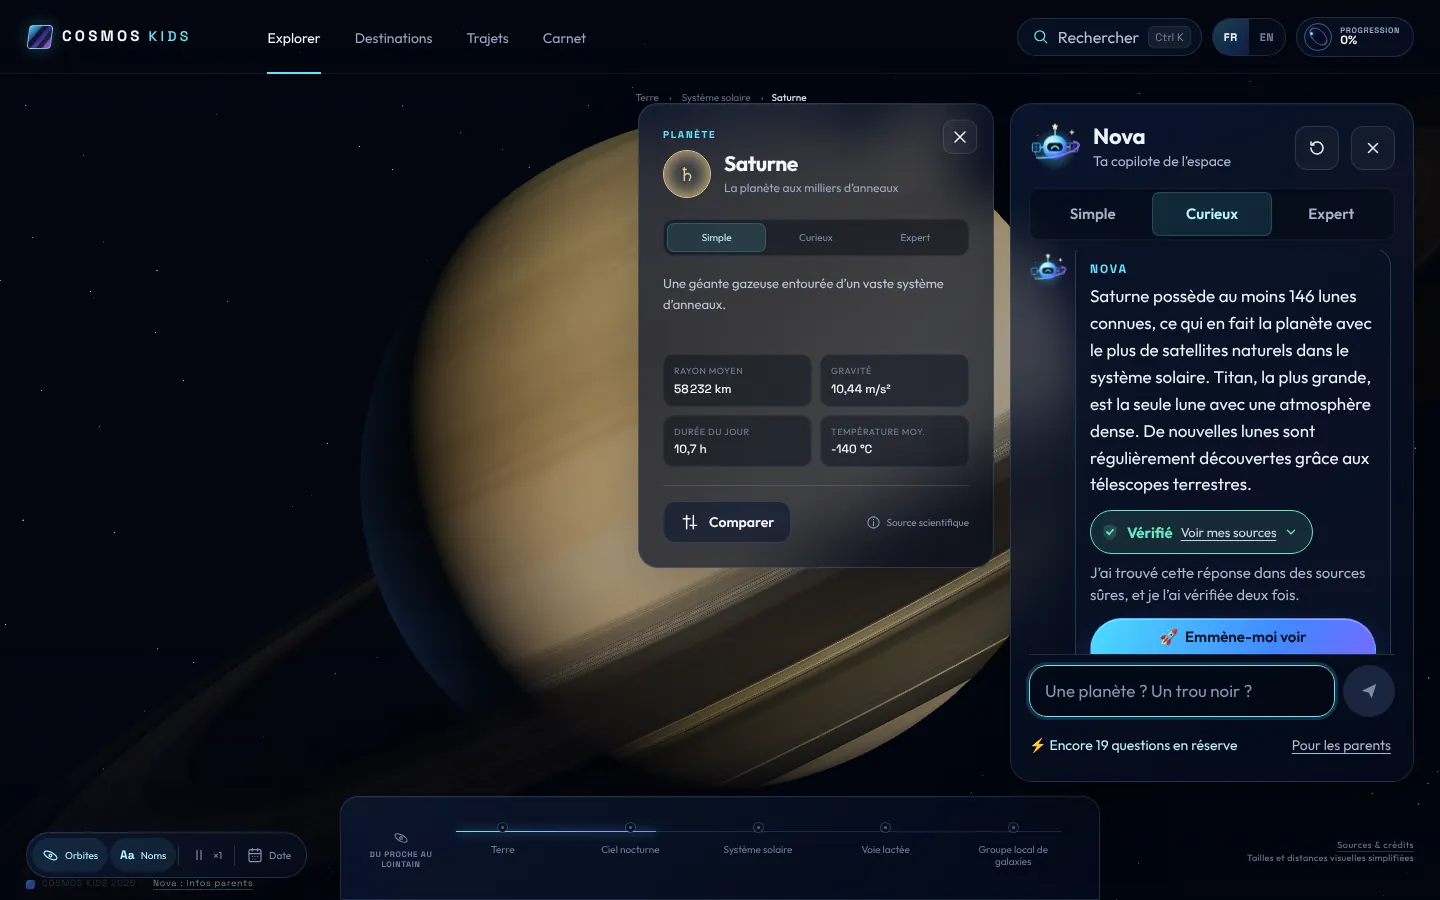 COSMOS KIDS
Explorer
Destinations
Trajets
Carnet
Rechercher
Ctrl K
FR
EN
PROGRESSION
0%
Terre › Système solaire › Saturne
PLANÈTE
♄
Saturne
La planète aux milliers d'anneaux
Simple
Curieux
Expert
Une géante gazeuse entourée d'un vaste système
d'anneaux.
RAYON MOYEN
58 232 km
GRAVITÉ
10,44 m/s²
DURÉE DU JOUR
10,7 h
TEMPÉRATURE MOY.
-140 °C
Comparer
Source scientifique
Nova
Ta copilote de l'espace
Simple
Curieux
Expert
NOVA
Saturne possède au moins 146 lunes
connues, ce qui en fait la planète avec
le plus de satellites naturels dans le
système solaire. Titan, la plus grande,
est la seule lune avec une atmosphère
dense. De nouvelles lunes sont
régulièrement découvertes grâce aux
télescopes terrestres.
Vérifié Voir mes sources
J'ai trouvé cette réponse dans des sources
sûres, et je l'ai vérifiée deux fois.
🚀 Emmène-moi voir
Une planète ? Un trou noir ?
⚡ Encore 19 questions en réserve
Pour les parents
DU PROCHE AU
LOINTAIN
Terre
Ciel nocturne
Système solaire
Voie lactée
Groupe local de
galaxies
Orbites
Aa Noms
×1
Date
COSMOS KIDS 2026
Nova : infos parents
Sources & crédits
Tailles et distances visuelles simplifiées